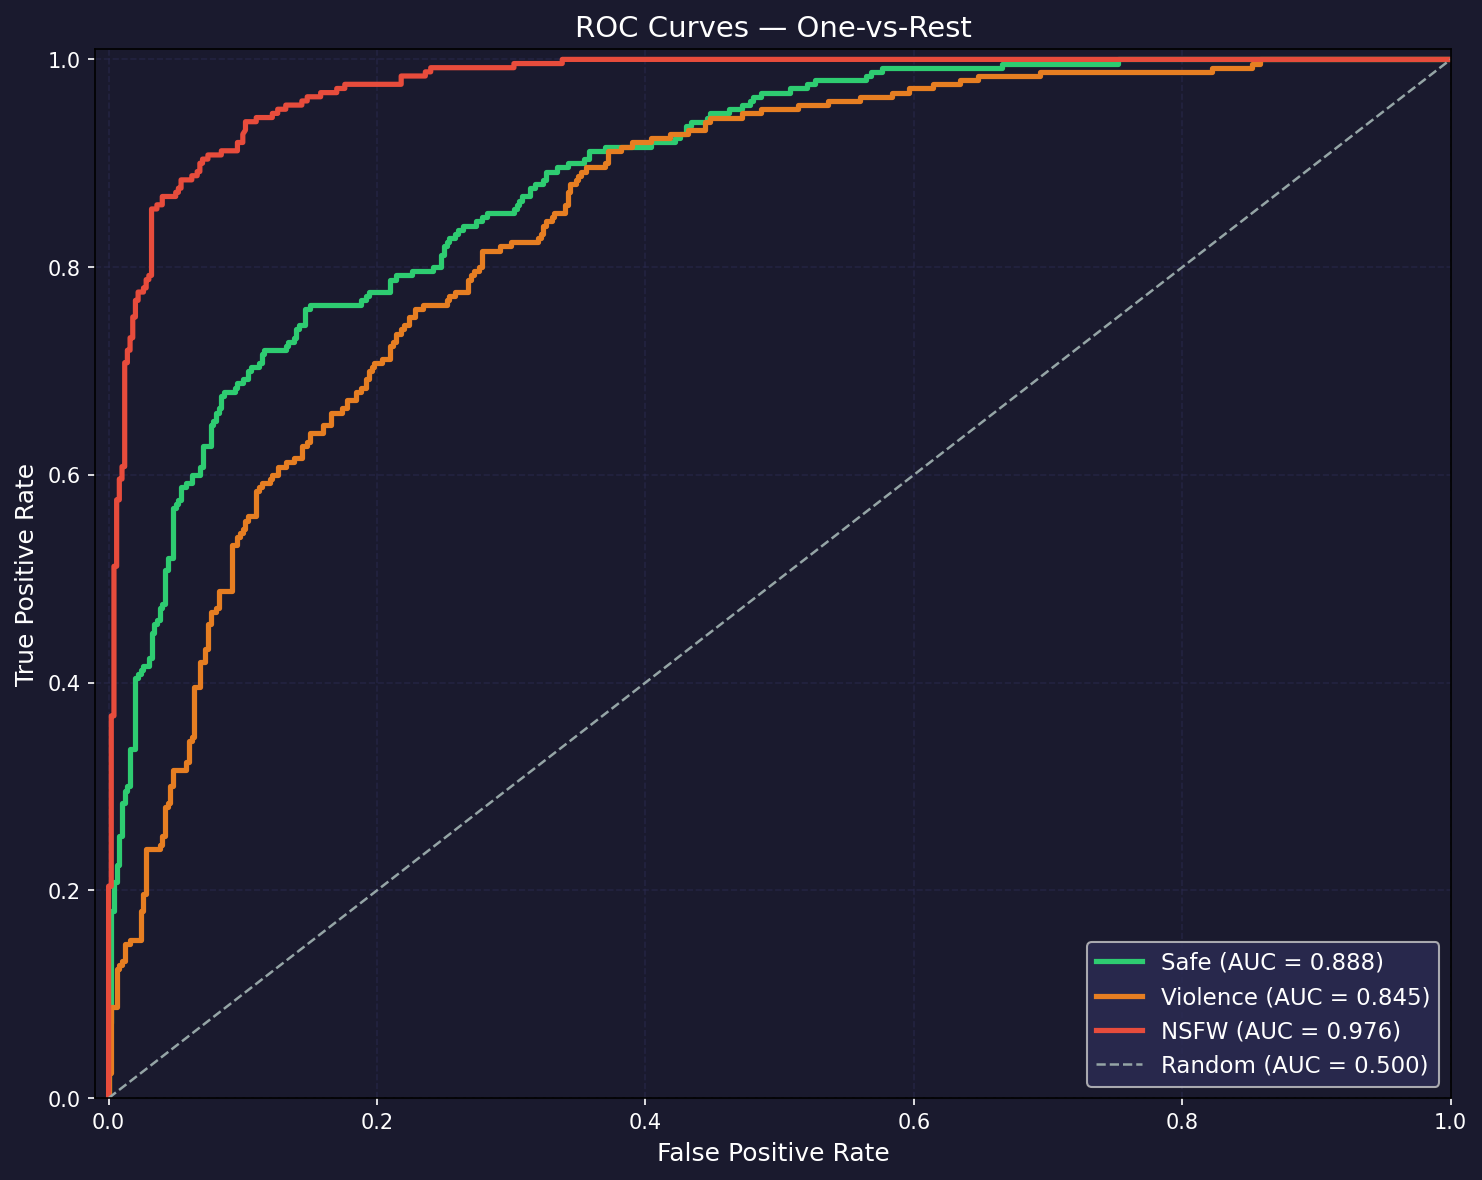 ROC Curves — One-vs-Rest
True Positive Rate
1.0
0.8
0.6
0.4
0.2
0.0
0.0 0.2 0.4 0.6 0.8 1.0
False Positive Rate
Safe (AUC = 0.888)
Violence (AUC = 0.845)
NSFW (AUC = 0.976)
Random (AUC = 0.500)